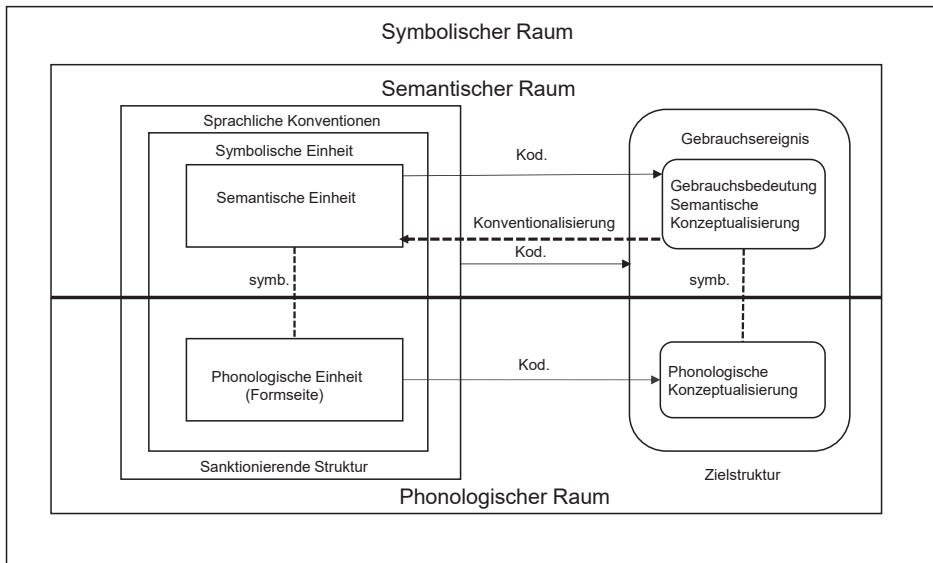 Symbolischer Raum
Semantischer Raum
Sprachliche Konventionen
Gebrauchsereignis
Symbolische Einheit
Kod.
Semantische Einheit
Gebrauchsbedeutung
Semantische
Konzeptualisierung
Konventionalisierung
Kod.
symb.
symb.
Kod.
Phonologische Einheit
(Formseite)
Phonologische
Konzeptualisierung
Sanktionierende Struktur
Zielstruktur
Phonologischer Raum